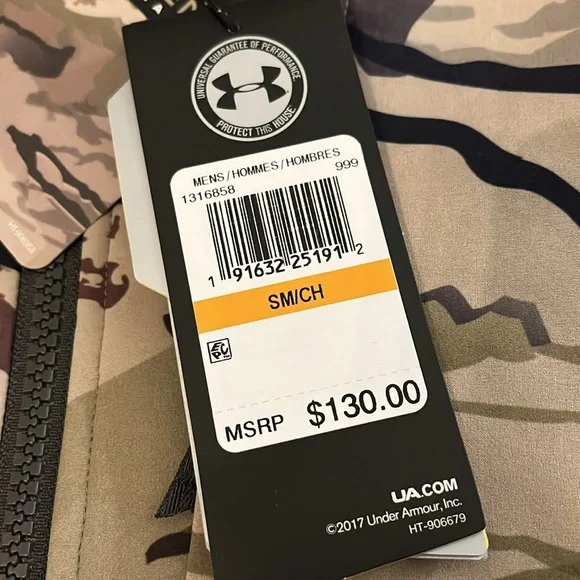 UNIVERSAL GUARANTEE OF PERFORMANCE
PROTECT THIS HOUSE.
MENS/HOMMES/HOMBRES
1316858 999
1 91632 25191 2
SM/CH
EPC
MSRP $130.00
UA.COM
©2017 Under Armour, Inc.
HT-906679